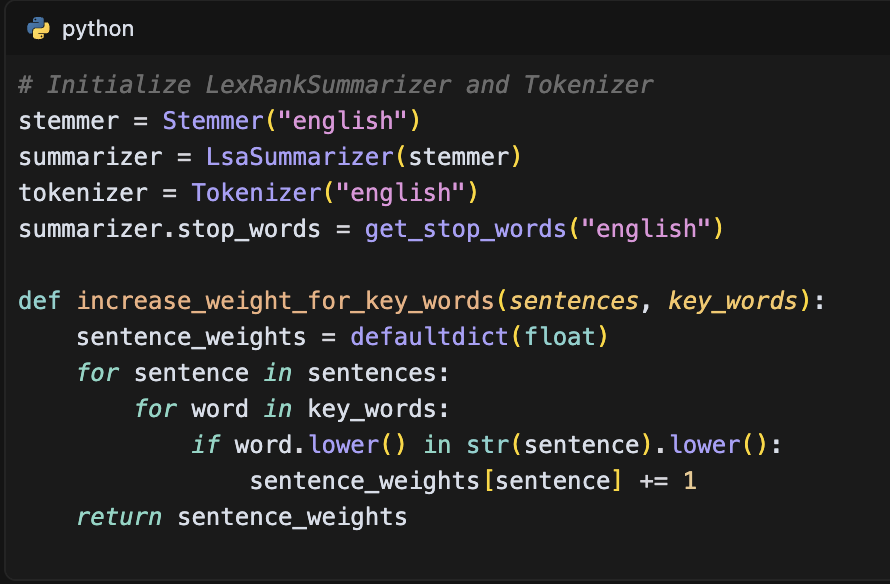 python
# Initialize LexRankSummarizer and Tokenizer
stemmer = Stemmer("english")
summarizer = LsaSummarizer(stemmer)
tokenizer = Tokenizer("english")
summarizer.stop_words = get_stop_words("english")

def increase_weight_for_key_words(sentences, key_words):
    sentence_weights = defaultdict(float)
    for sentence in sentences:
        for word in key_words:
            if word.lower() in str(sentence).lower():
                sentence_weights[sentence] += 1
    return sentence_weights